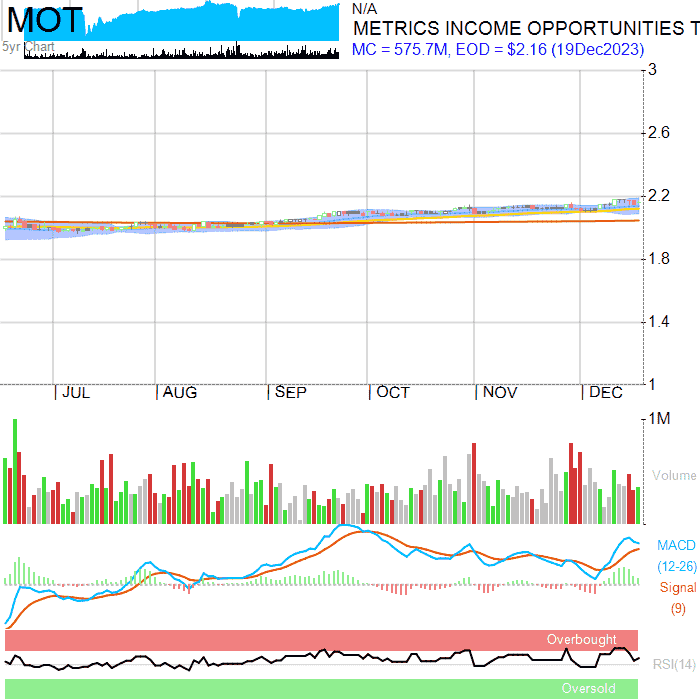 MOT
5yr Chart
N/A
METRICS INCOME OPPORTUNITIES T
MC = 575.7M, EOD = $2.16 (19Dec2023)
3
2.6
2.2
1.8
1.4
1
JUL
AUG
SEP
OCT
NOV
DEC
1M
Volume
MACD
(12-26)
Signal
(9)
Overbought
RSI(14)
Oversold